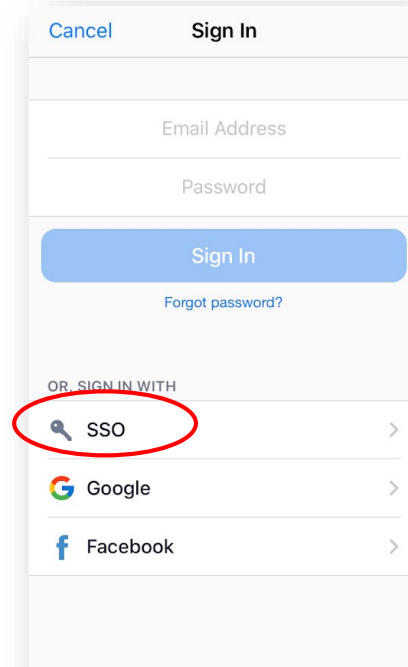 Cancel Sign In
Email Address
Password
Sign In
Forgot password?
OR, SIGN IN WITH
SSO
Google
Facebook